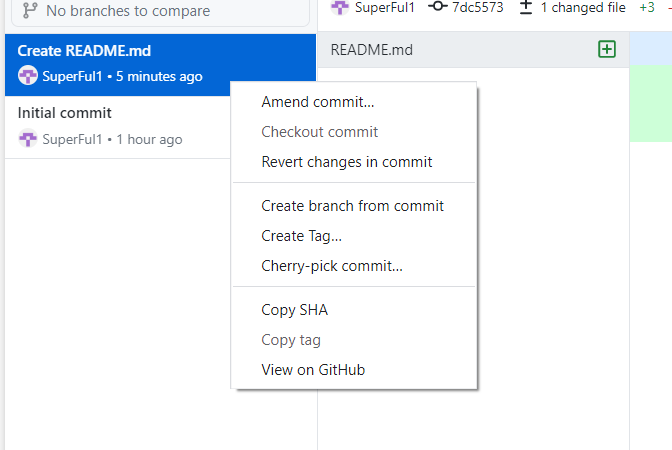 No branches to compare
SuperFul1 7dc5573 1 changed file +3
Create README.md
SuperFul1 • 5 minutes ago
README.md
Initial commit
SuperFul1 • 1 hour ago
Amend commit...
Checkout commit
Revert changes in commit
Create branch from commit
Create Tag...
Cherry-pick commit...
Copy SHA
Copy tag
View on GitHub